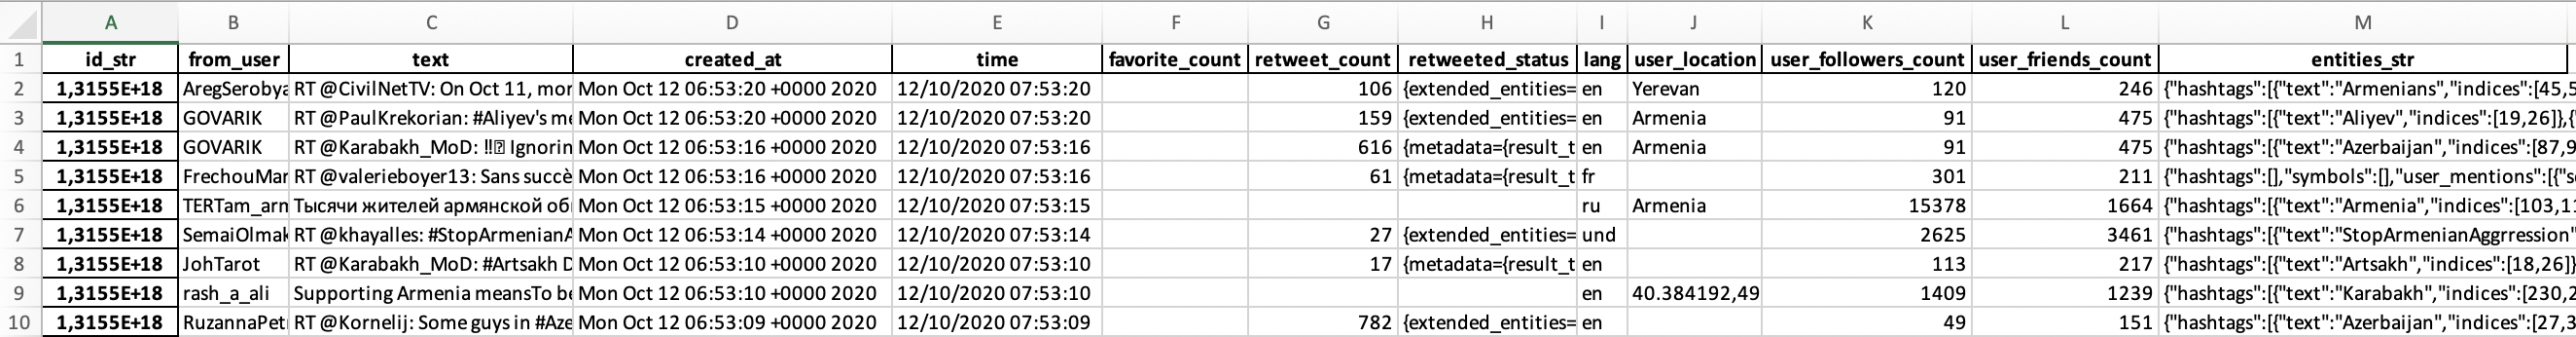 A B C D E F G H I J K L M
1 id_str from_user text created_at time favorite_count retweet_count retweeted_status lang user_location user_followers_count user_friends_count entities_str
2 1,3155E+18 AregSerobya RT @CivilNetTV: On Oct 11, mor Mon Oct 12 06:53:20 +0000 2020 12/10/2020 07:53:20 106 {extended_entities= en Yerevan 120 246 {"hashtags":[{"text":"Armenians","indices":[45,5
3 1,3155E+18 GOVARIK RT @PaulKrekorian: #Aliyev's me Mon Oct 12 06:53:20 +0000 2020 12/10/2020 07:53:20 159 {extended_entities= en Armenia 91 475 {"hashtags":[{"text":"Aliyev","indices":[19,26]},{"
4 1,3155E+18 GOVARIK RT @Karabakh_MoD: ‼ Ignorin Mon Oct 12 06:53:16 +0000 2020 12/10/2020 07:53:16 616 {metadata={result_t en Armenia 91 475 {"hashtags":[{"text":"Azerbaijan","indices":[87,9
5 1,3155E+18 FrechouMar RT @valerieboyer13: Sans succè Mon Oct 12 06:53:16 +0000 2020 12/10/2020 07:53:16 61 {metadata={result_t fr 301 211 {"hashtags":[],"symbols":[],"user_mentions":[{"s
6 1,3155E+18 TERTam_arm Тысячи жителей армянской об Mon Oct 12 06:53:15 +0000 2020 12/10/2020 07:53:15 ru Armenia 15378 1664 {"hashtags":[{"text":"Armenia","indices":[103,11
7 1,3155E+18 SemaiOlmak RT @khayalles: #StopArmenianA Mon Oct 12 06:53:14 +0000 2020 12/10/2020 07:53:14 27 {extended_entities= und 2625 3461 {"hashtags":[{"text":"StopArmenianAggrression"
8 1,3155E+18 JohTarot RT @Karabakh_MoD: #Artsakh D Mon Oct 12 06:53:10 +0000 2020 12/10/2020 07:53:10 17 {metadata={result_t en 113 217 {"hashtags":[{"text":"Artsakh","indices":[18,26]}
9 1,3155E+18 rash_a_ali Supporting Armenia meansTo be Mon Oct 12 06:53:10 +0000 2020 12/10/2020 07:53:10 en 40.384192,49 1409 1239 {"hashtags":[{"text":"Karabakh","indices":[230,2
10 1,3155E+18 RuzannaPet RT @Kornelij: Some guys in #Aze Mon Oct 12 06:53:09 +0000 2020 12/10/2020 07:53:09 782 {extended_entities= en 49 151 {"hashtags":[{"text":"Azerbaijan","indices":[27,3